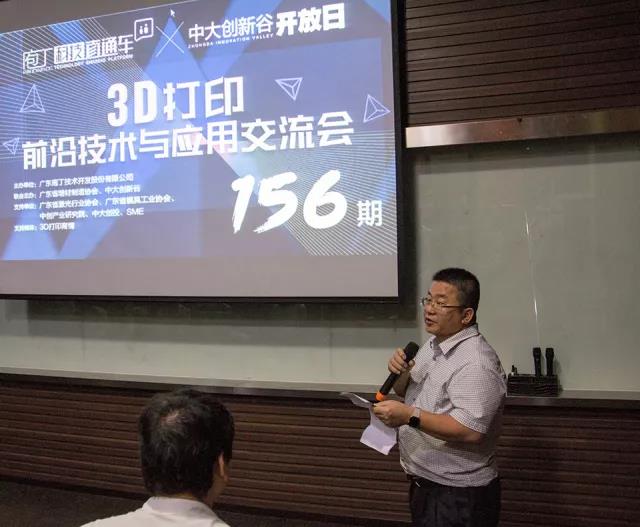 庖丁科技直通车 中大创新谷开放日
ZHONGDA INNOVATION VALLEY
3D打印
前沿技术与应用交流会
主办单位：广东庖丁技术开发股份有限公司
联合主办：广东省增材制造协会、中大创新谷
支持单位：广东省激光行业协会、广东省模具工业协会、
中创产业研究院、中大创投、SME
支持媒体：3D打印商情
156期